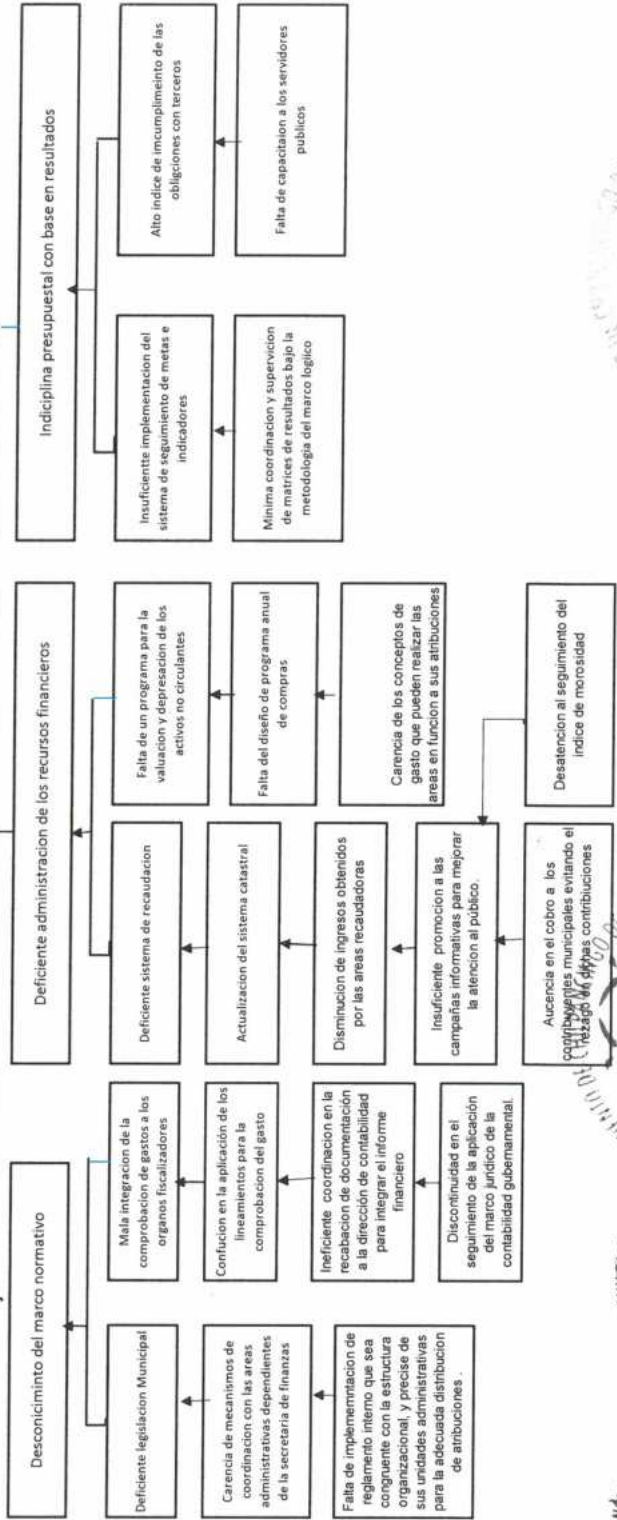 Desconiciminto del marco normativo
Deficiente legislacion Municipal
Carencia de mecanismos de
coordinacion con las areas
administrativas dependientes
de la secretaria de finanzas
Falta de implememntacion de
reglamento interno que sea
congruente con la estructura
organizacional, y precise de
sus unidades administrativas
para la adecuada distribucion
de atribuciones .
Mala integracion de la
comprobacion de gastos a los
organos fiscalizadores
Confucion en la aplicación de los
lineamientos para la
comprobacion del gasto
Ineficiente coordinacion en la
recabacion de documentación
a la dirección de contabilidad
para integrar el informe
financiero
Discontinuidad en el
seguimiento de la aplicación
del marco juridico de la
contabilidad gubernamental.
Deficiente administracion de los recursos financieros
Deficiente sistema de recaudacion
Actualizacion del sistema catastral
Disminucion de ingresos obtenidos
por las areas recaudadoras
Insuficiente promocion a las
campañas informativas para mejorar
la atencion al público.
Aucencia en el cobro a los
contribuyentes municipales evitando el
rezago en dichas contribiuciones
Falta de un programa para la
valuacion y depresacion de los
activos no circulantes
Falta del diseño de programa anual
de compras
Carencia de los conceptos de
gasto que pueden realizar las
areas en funcion a sus atribuciones
Desatencion al seguimiento del
indice de morosidad
Indiciplina presupuestal con base en resultados
Insuficientte implementacion del
sistema de seguimiento de metas e
indicadores
Minima coordinacion y supervicion
de matrices de resultados bajo la
metodologia del marco logiico
Alto indice de imcumplimeinto de las
obligciones con terceros
Falta de capacitaion a los servidores
publicos